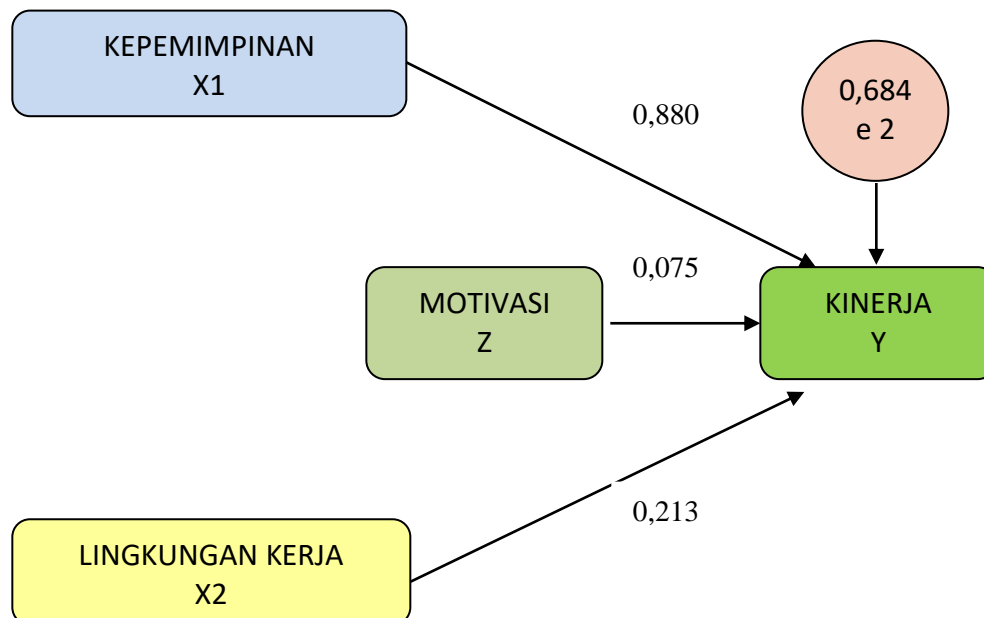 KEPEMIMPINAN
X1
0,684
e 2
0,880
0,075
MOTIVASI
Z
KINERJA
Y
0,213
LINGKUNGAN KERJA
X2